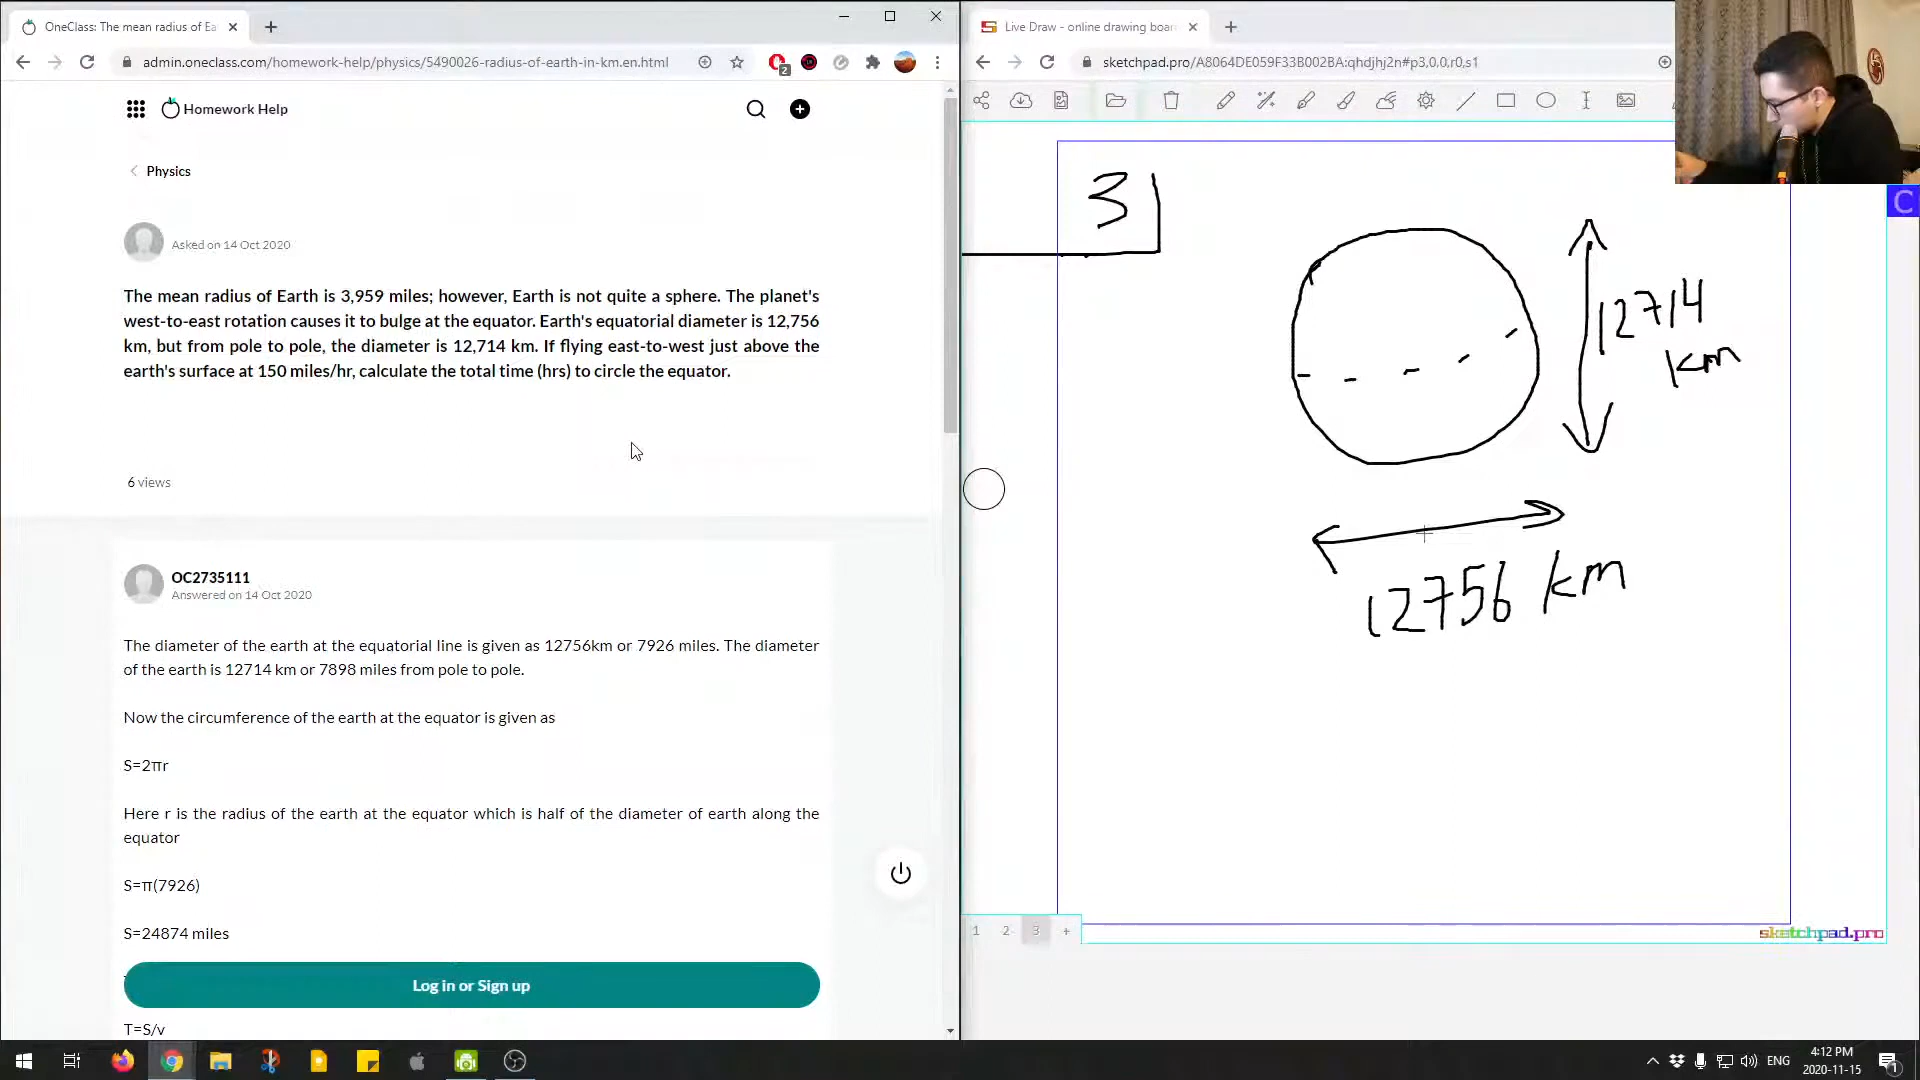 OneClass: The mean radius of Ea
Live Draw - online drawing boar
admin.oneclass.com/homework-help/physics/5490026-radius-of-earth-in-km.en.html
2
sketchpad.pro/A8064DE059F33B002BA:qhdjhj2n#p3,0,0,r0,s1
Homework Help
Physics
Asked on 14 Oct 2020
The mean radius of Earth is 3,959 miles; however, Earth is not quite a sphere. The planet's
west-to-east rotation causes it to bulge at the equator. Earth's equatorial diameter is 12,756
km, but from pole to pole, the diameter is 12,714 km. If flying east-to-west just above the
earth's surface at 150 miles/hr, calculate the total time (hrs) to circle the equator.
6 views
OC2735111
Answered on 14 Oct 2020
The diameter of the earth at the equatorial line is given as 12756km or 7926 miles. The diameter
of the earth is 12714 km or 7898 miles from pole to pole.
Now the circumference of the earth at the equator is given as
S=2πr
Here r is the radius of the earth at the equator which is half of the diameter of earth along the
equator
S=π(7926)
S=24874 miles
Log in or Sign up
T=S/v
3
12714
km
12756 km
C
1 2 3 +
sketchpad.pro
ENG
4:12 PM
2020-11-15
1